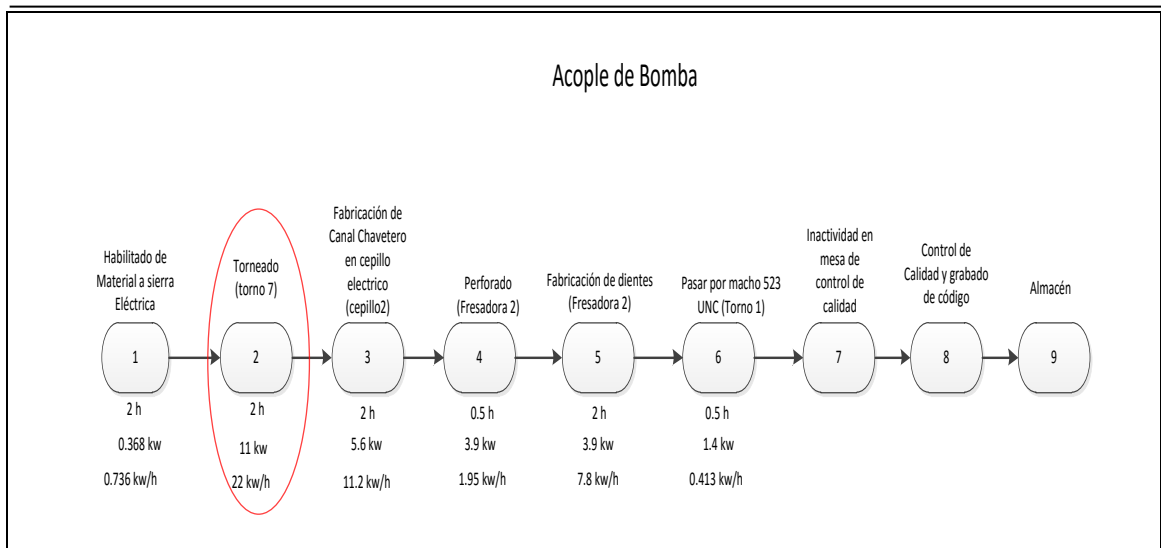 Acople de Bomba
Habilitado de
Material a sierra
Eléctrica
1
2 h
0.368 kw
0.736 kw/h
Torneado
(torno 7)
2
2 h
11 kw
22 kw/h
Fabricación de
Canal Chavetero
en cepillo
electrico
(cepillo2)
3
2 h
5.6 kw
11.2 kw/h
Perforado
(Fresadora 2)
4
0.5 h
3.9 kw
1.95 kw/h
Fabricación de dientes
(Fresadora 2)
5
2 h
3.9 kw
7.8 kw/h
Pasar por macho 523
UNC (Torno 1)
6
0.5 h
1.4 kw
0.413 kw/h
Inactividad en
mesa de
control de
calidad
7
Control de
Calidad y grabado
de código
8
Almacén
9